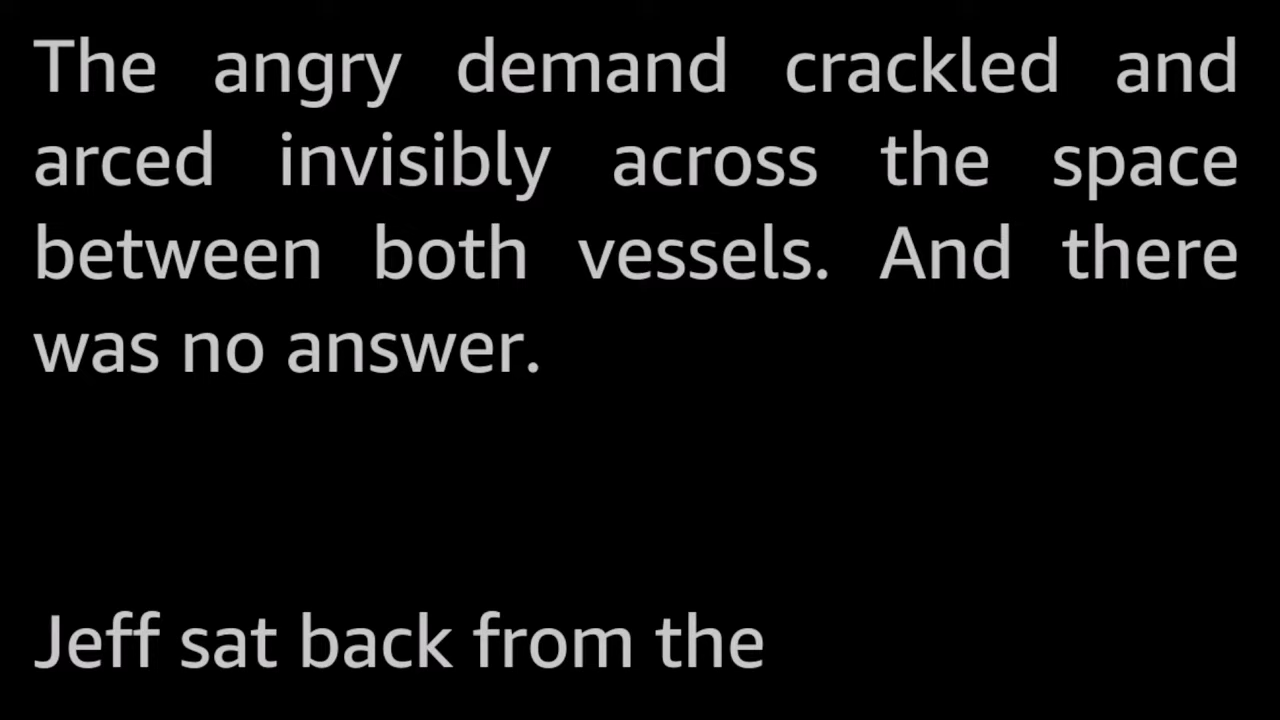 The angry demand crackled and
arced invisibly across the space
between both vessels. And there
was no answer.
Jeff sat back from the